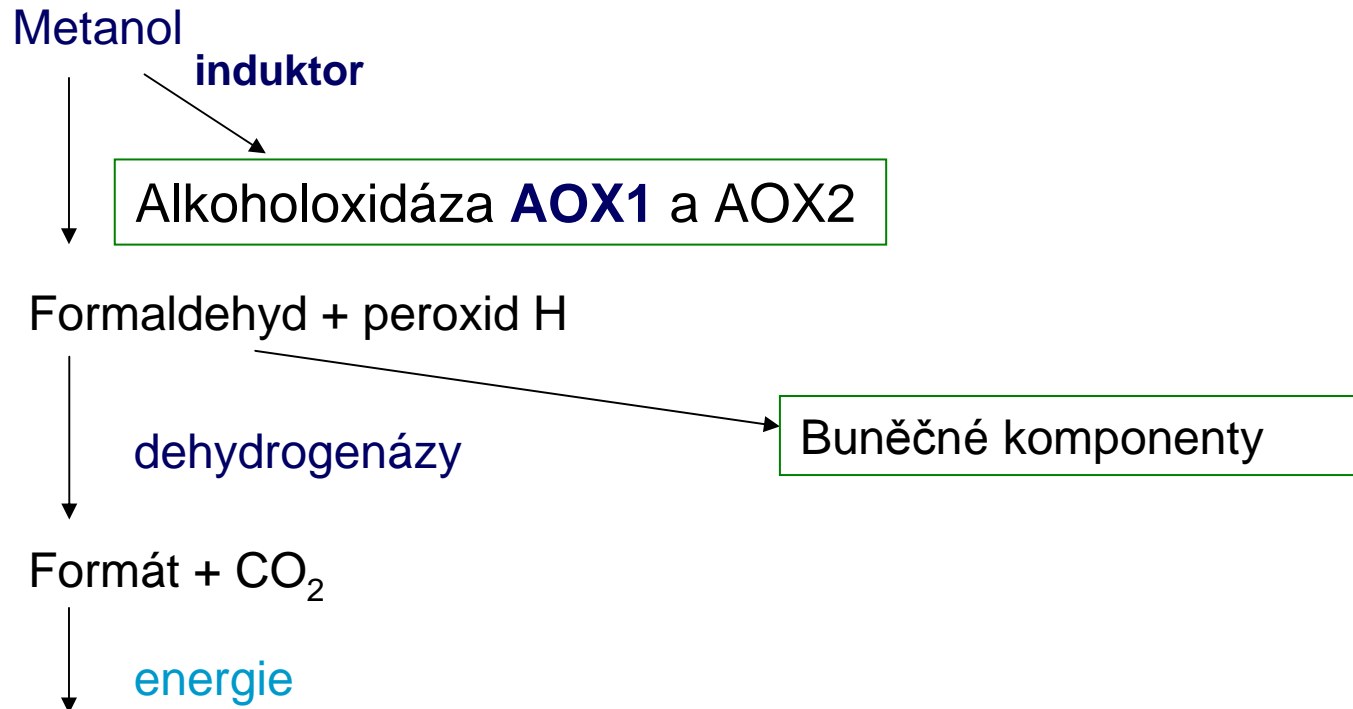 Metanol
induktor
Alkoholoxidáza AOX1 a AOX2
Formaldehyd + peroxid H
dehydrogenázy
Buněčné komponenty
Formát + CO₂
energie